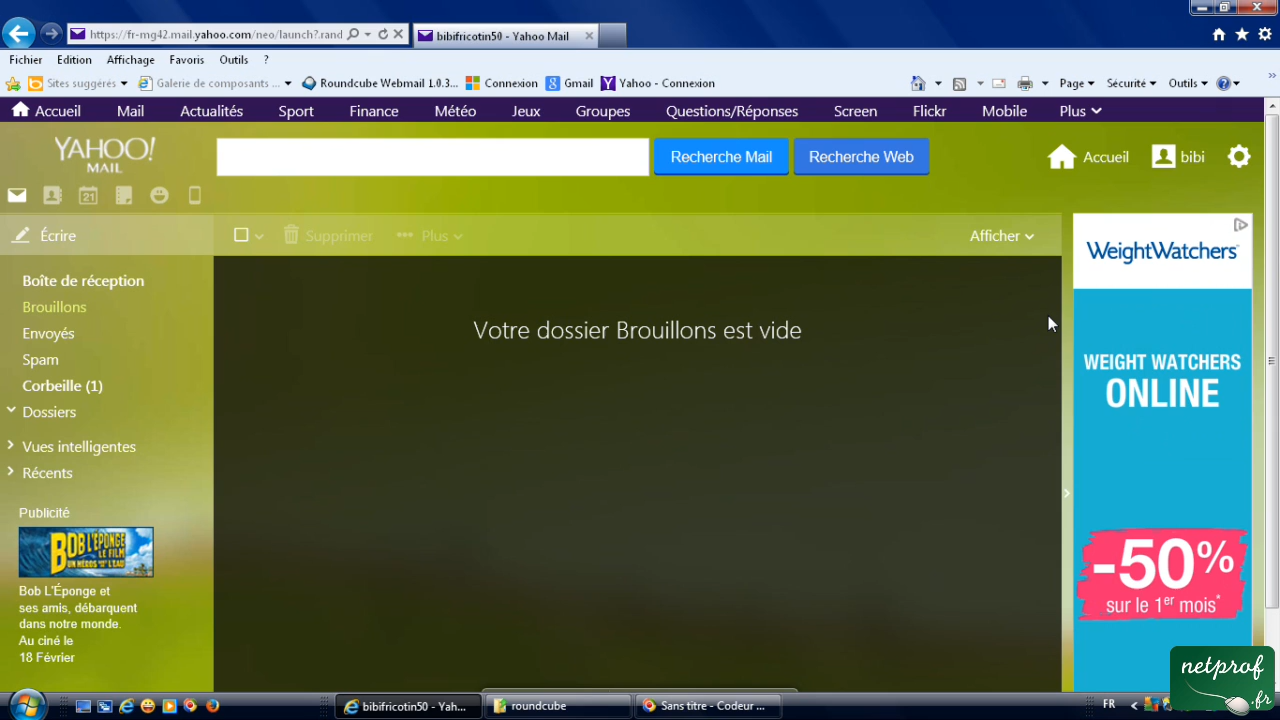 https://fr-mg42.mail.yahoo.com/neo/launch?.rand
bibifricotin50 - Yahoo Mail
Fichier Edition Affichage Favoris Outils ?
Sites suggérés Galerie de composants ... Roundcube Webmail 1.0.3... Connexion Gmail Yahoo - Connexion Page Sécurité Outils
Accueil Mail Actualités Sport Finance Météo Jeux Groupes Questions/Réponses Screen Flickr Mobile Plus
YAHOO!
MAIL
Recherche Mail Recherche Web Accueil bibi
21
Écrire Supprimer Plus Afficher
Boîte de réception
Brouillons
Envoyés
Spam
Corbeille (1)
Dossiers
Vues intelligentes
Récents
Votre dossier Brouillons est vide
Publicité
BOB L'ÉPONGE
LE FILM
UN HÉROS SORT DE L'EAU
Bob L'Éponge et
ses amis, débarquent
dans notre monde.
Au ciné le
18 Février
WeightWatchers
WEIGHT WATCHERS
ONLINE
-50%
sur le 1er mois*
netprof
.fr
bibifricotin50 - Yah... roundcube Sans titre - Codeur ... FR